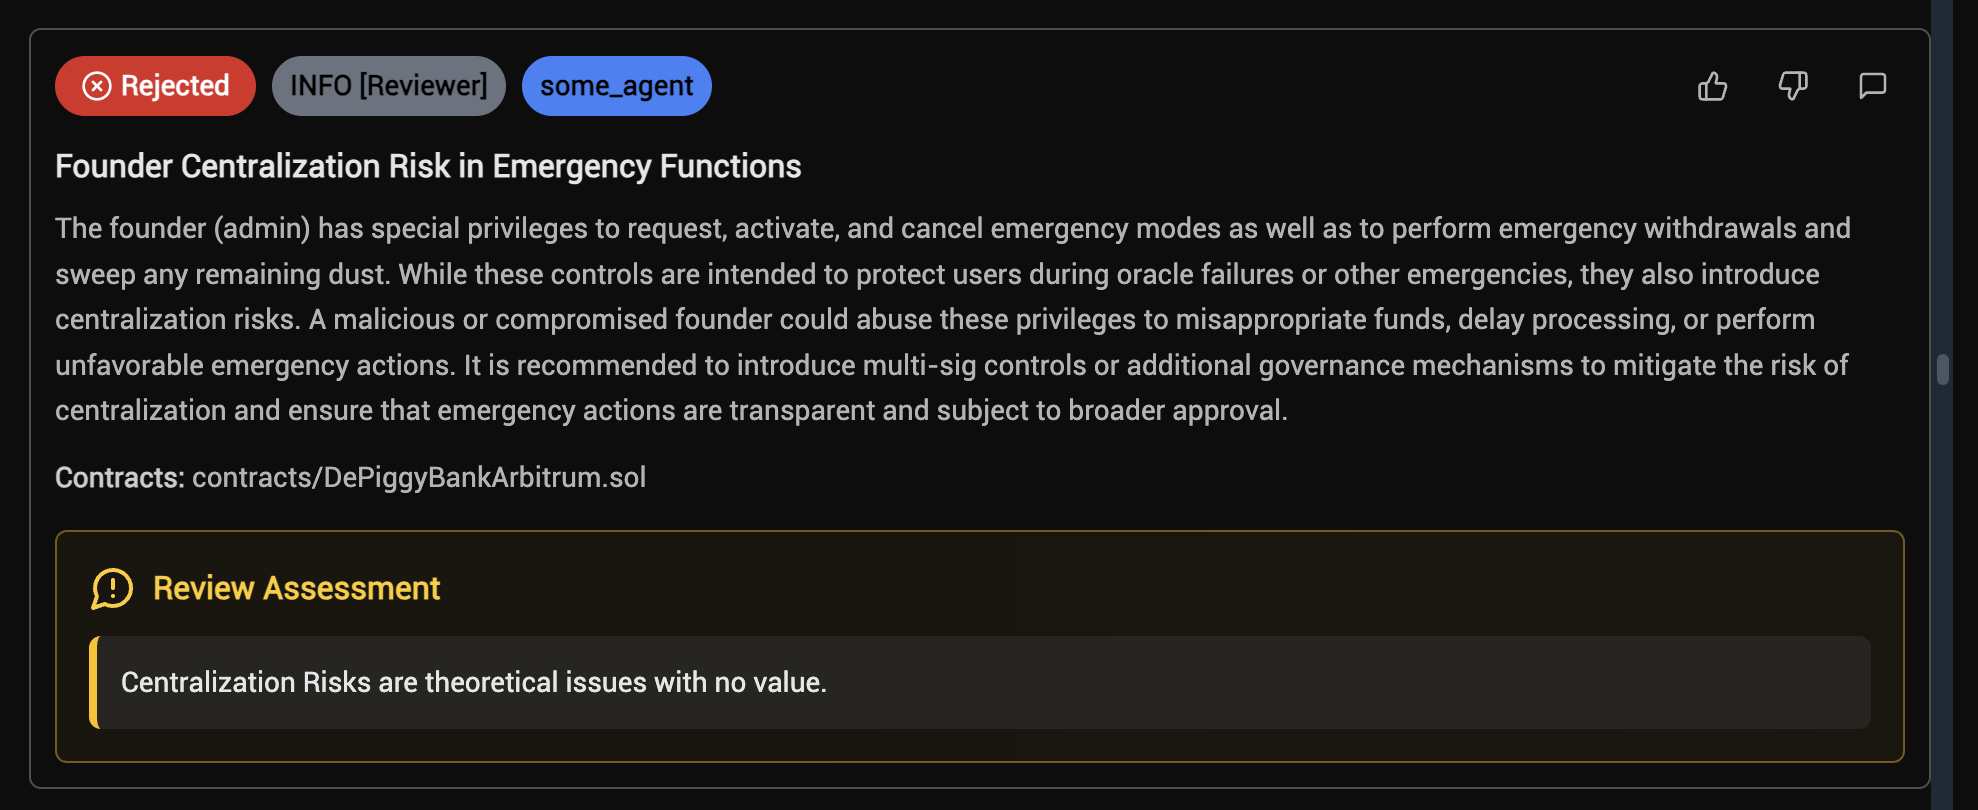 Rejected INFO [Reviewer] some_agent
Founder Centralization Risk in Emergency Functions
The founder (admin) has special privileges to request, activate, and cancel emergency modes as well as to perform emergency withdrawals and
sweep any remaining dust. While these controls are intended to protect users during oracle failures or other emergencies, they also introduce
centralization risks. A malicious or compromised founder could abuse these privileges to misappropriate funds, delay processing, or perform
unfavorable emergency actions. It is recommended to introduce multi-sig controls or additional governance mechanisms to mitigate the risk of
centralization and ensure that emergency actions are transparent and subject to broader approval.
Contracts: contracts/DePiggyBankArbitrum.sol
Review Assessment
Centralization Risks are theoretical issues with no value.